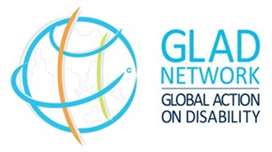 GLAD
NETWORK
GLOBAL ACTION
ON DISABILITY